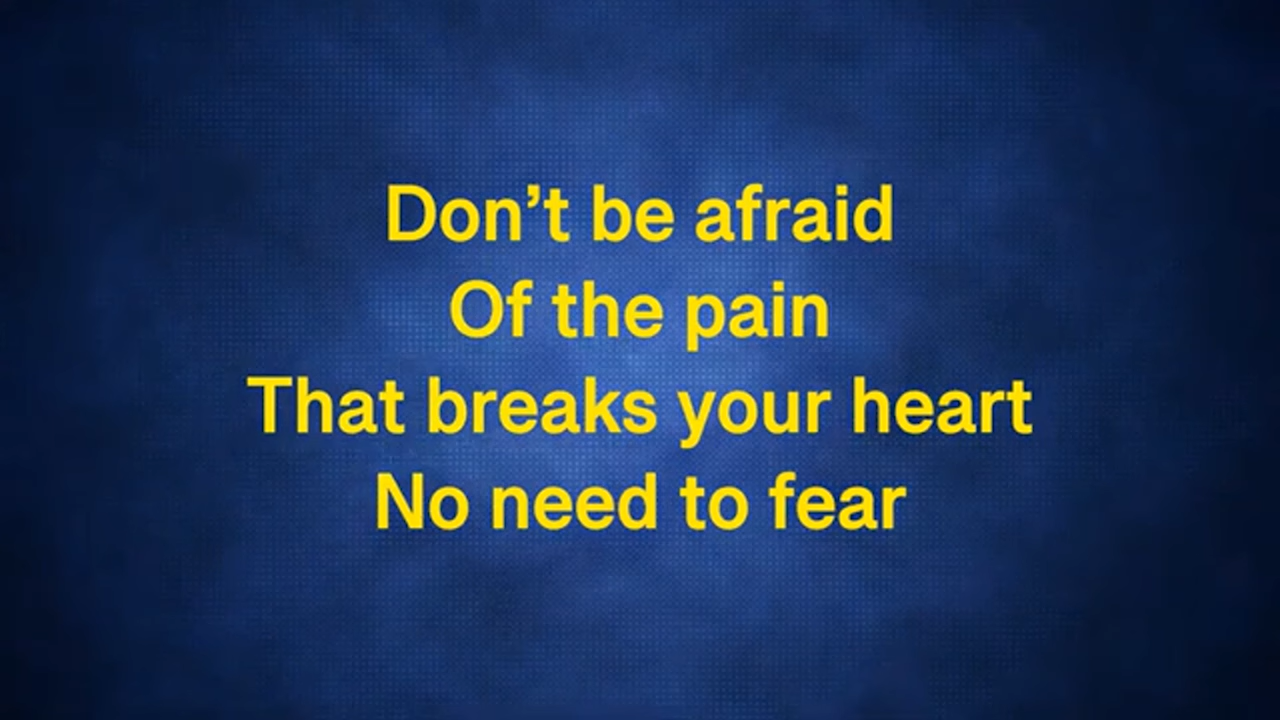 Don’t be afraid
Of the pain
That breaks your heart
No need to fear